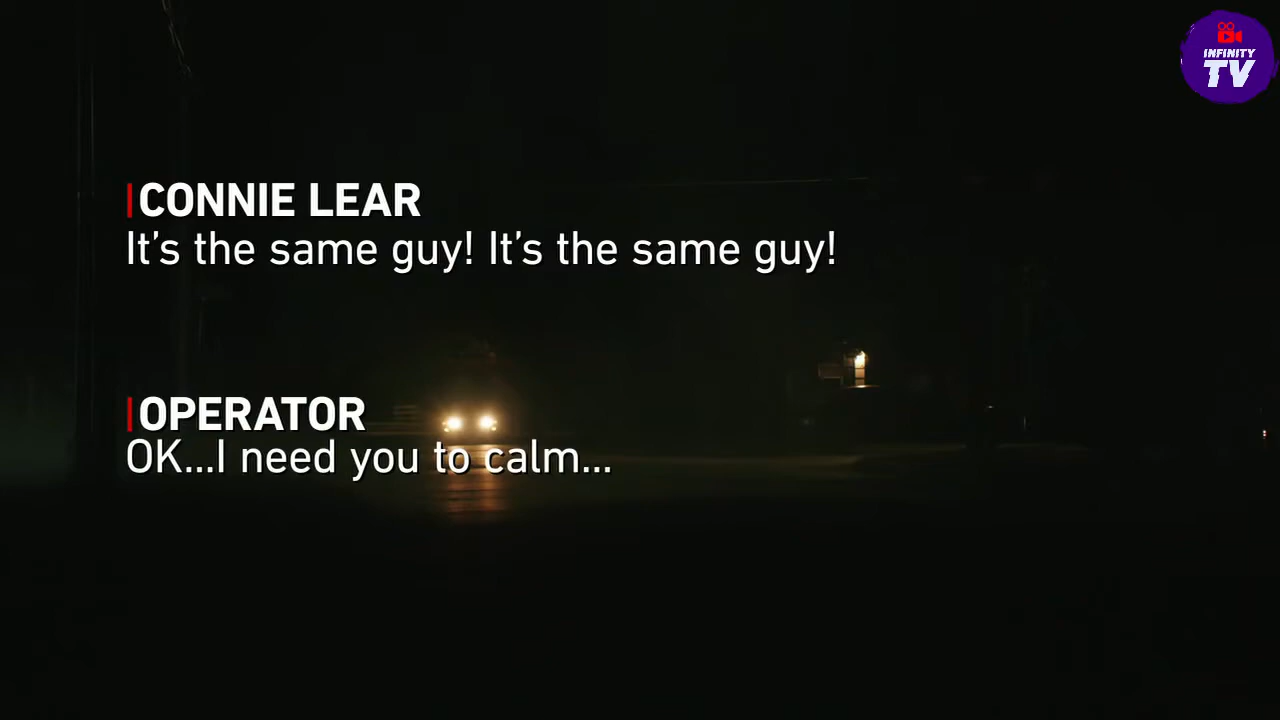 INFINITY
TV
CONNIE LEAR
It’s the same guy! It’s the same guy!
OPERATOR
OK...I need you to calm...